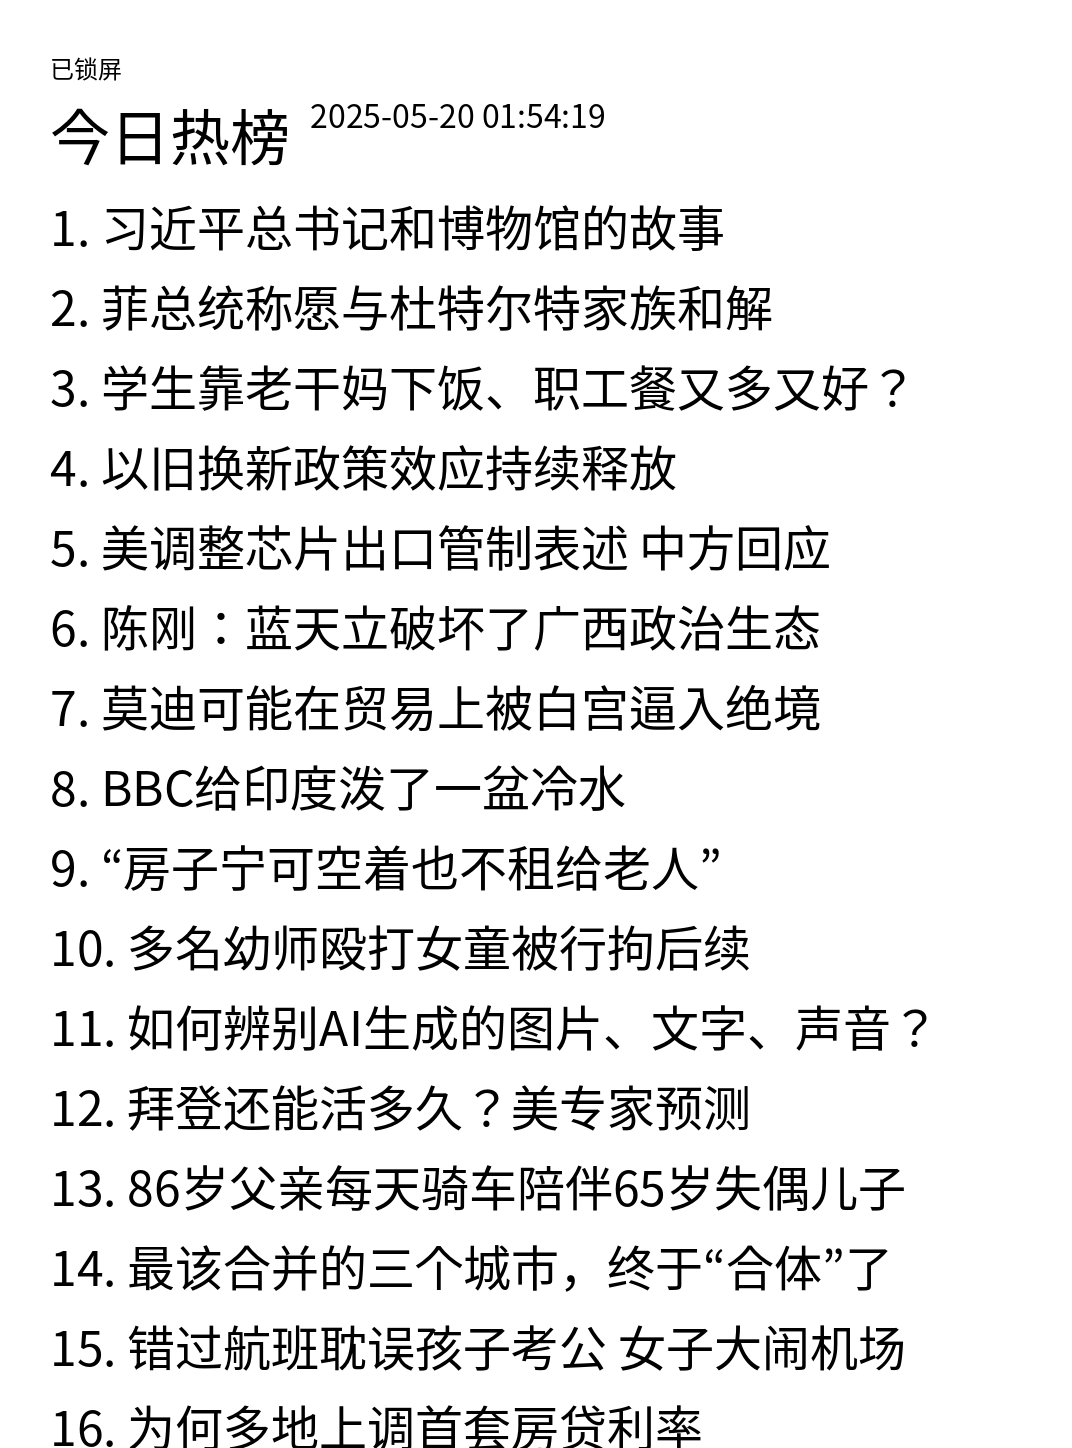 已锁屏
今日热榜 2025-05-20 01:54:19
1. 习近平总书记和博物馆的故事
2. 菲总统称愿与杜特尔特家族和解
3. 学生靠老干妈下饭、职工餐又多又好？
4. 以旧换新政策效应持续释放
5. 美调整芯片出口管制表述 中方回应
6. 陈刚：蓝天立破坏了广西政治生态
7. 莫迪可能在贸易上被白宫逼入绝境
8. BBC给印度泼了一盆冷水
9. “房子宁可空着也不租给老人”
10. 多名幼师殴打女童被行拘后续
11. 如何辨别AI生成的图片、文字、声音？
12. 拜登还能活多久？美专家预测
13. 86岁父亲每天骑车陪伴65岁失偶儿子
14. 最该合并的三个城市，终于“合体”了
15. 错过航班耽误孩子考公 女子大闹机场
16. 为何多地上调首套房贷利率